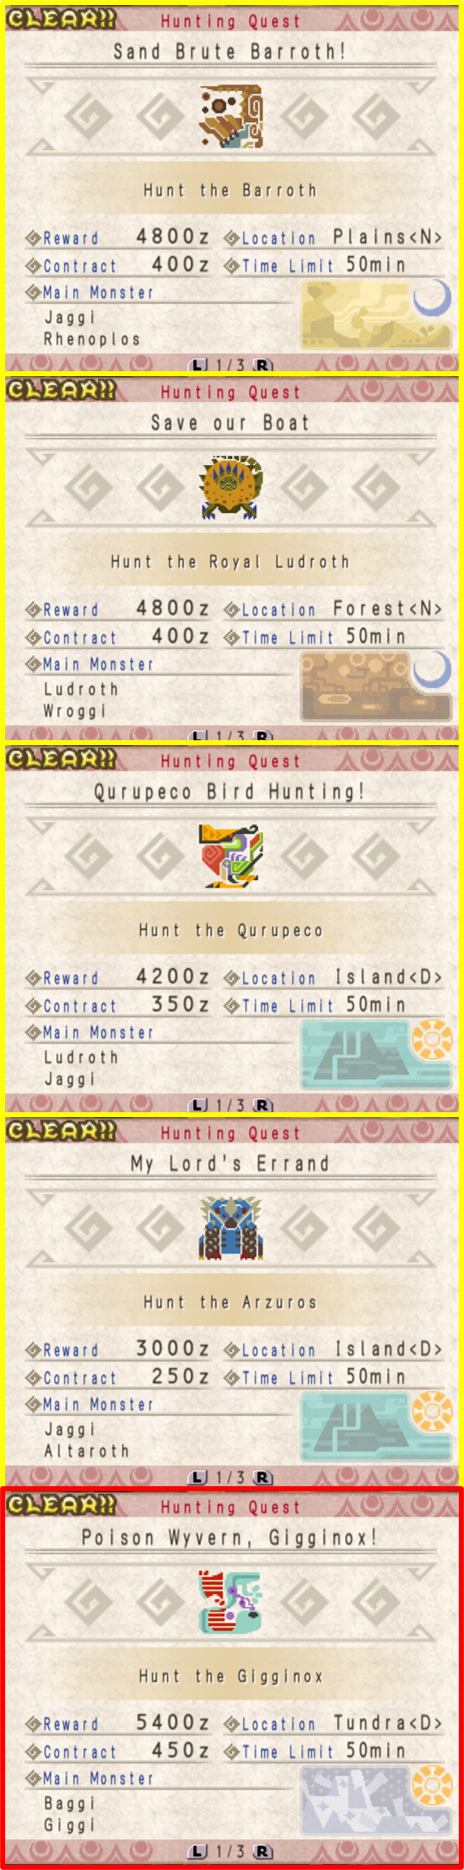 CLEAR!! Hunting Quest
Sand Brute Barroth!
Hunt the Barroth
Reward 4800z Location Plains<N>
Contract 400z Time Limit 50min
Main Monster
Jaggi
Rhenoplos
L 1/3 R
CLEAR!! Hunting Quest
Save our Boat
Hunt the Royal Ludroth
Reward 4800z Location Forest<N>
Contract 400z Time Limit 50min
Main Monster
Ludroth
Wroggi
L 1/3 R
CLEAR!! Hunting Quest
Qurupeco Bird Hunting!
Hunt the Qurupeco
Reward 4200z Location Island<D>
Contract 350z Time Limit 50min
Main Monster
Ludroth
Jaggi
L 1/3 R
CLEAR!! Hunting Quest
My Lord's Errand
Hunt the Arzuros
Reward 3000z Location Island<D>
Contract 250z Time Limit 50min
Main Monster
Jaggi
Altaroth
L 1/3 R
CLEAR!! Hunting Quest
Poison Wyvern, Gigginox!
Hunt the Gigginox
Reward 5400z Location Tundra<D>
Contract 450z Time Limit 50min
Main Monster
Baggi
Giggi
L 1/3 R